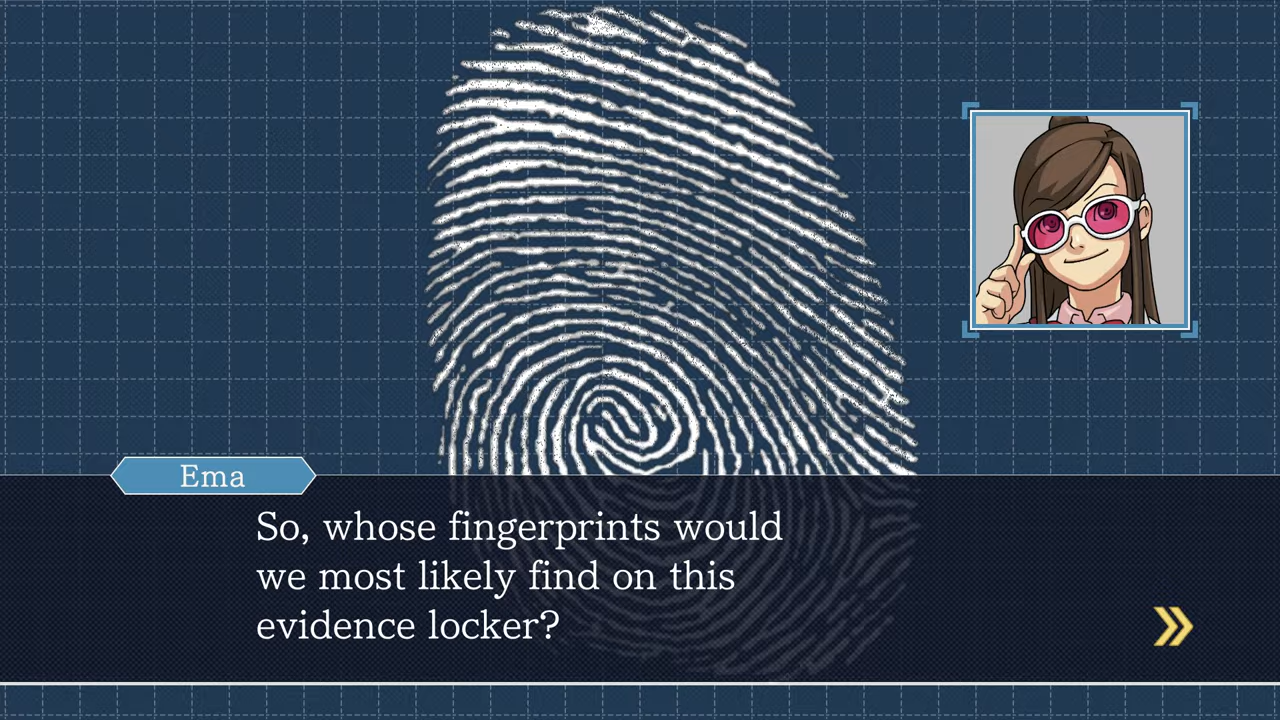 Ema
So, whose fingerprints would
we most likely find on this
evidence locker?